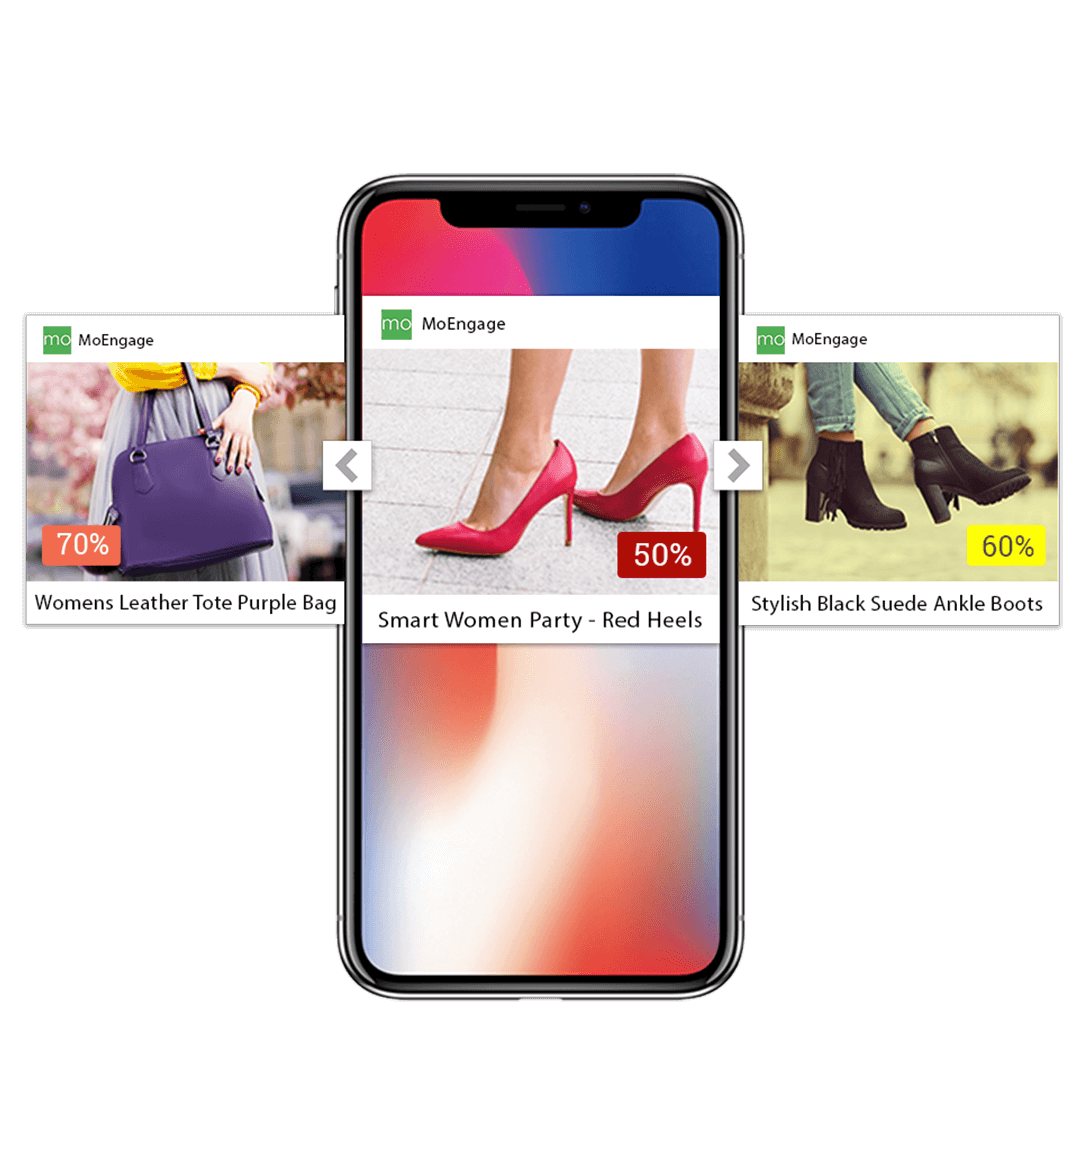 mo MoEngage
70%
Womens Leather Tote Purple Bag
mo MoEngage
50%
Smart Women Party - Red Heels
mo MoEngage
60%
Stylish Black Suede Ankle Boots